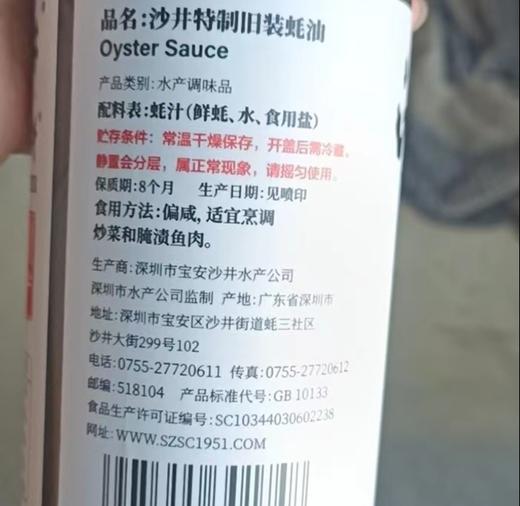 品名:沙井特制旧装蚝油
Oyster Sauce
产品类别: 水产调味品
配料表: 蚝汁(鲜蚝、水、食用盐)
贮存条件: 常温干燥保存，开盖后需冷藏。
静置会分层，属正常现象，请摇匀使用。
保质期: 8个月 生产日期: 见喷印
食用方法: 偏咸, 适宜烹调
炒菜和腌渍鱼肉。
生产商: 深圳市宝安沙井水产公司
深圳市水产公司监制 产地: 广东省深圳市
地址: 深圳市宝安区沙井街道蚝三社区
沙井大街299号102
电话: 0755-27720611 传真: 0755-27720612
邮编: 518104 产品标准代号: GB 10133
食品生产许可证编号: SC10344030602238
网址: WWW.SZSC1951.COM